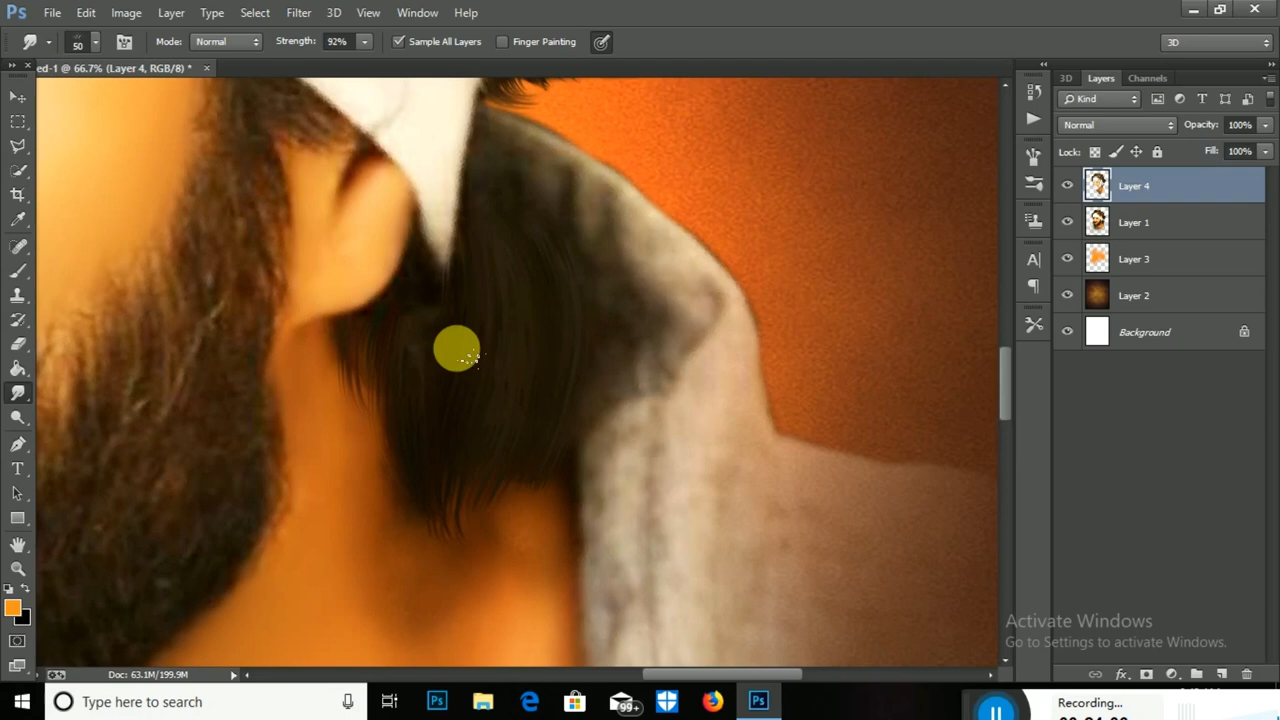 Ps File Edit Image Layer Type Select Filter 3D View Window Help
50 Mode: Normal Strength: 92% Sample All Layers Finger Painting 3D
ed-1 @ 66.7% (Layer 4, RGB/8) * ×
3D Layers Channels
Kind
Normal Opacity: 100%
Lock: Fill: 100%
Layer 4
Layer 1
Layer 3
Layer 2
Background
Activate Windows
Go to Settings to activate Windows.
Doc: 63.1M/199.9M
Type here to search
99+
Recording...